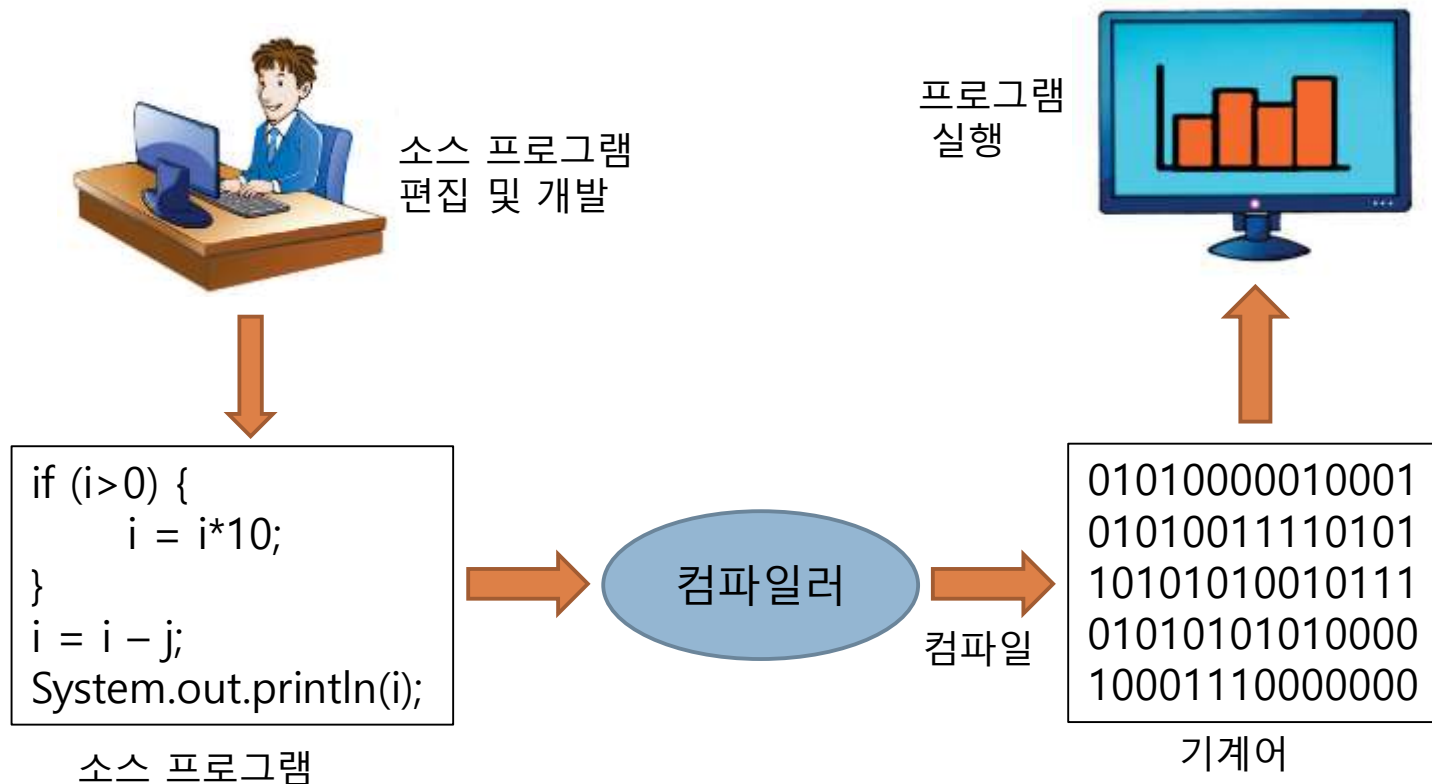 소스 프로그램
편집 및 개발
프로그램
실행
if (i>0) {
i = i*10;
}
i = i – j;
System.out.println(i);
소스 프로그램
컴파일러
컴파일
01010000010001
01010011110101
10101010010111
01010101010000
10001110000000
기계어